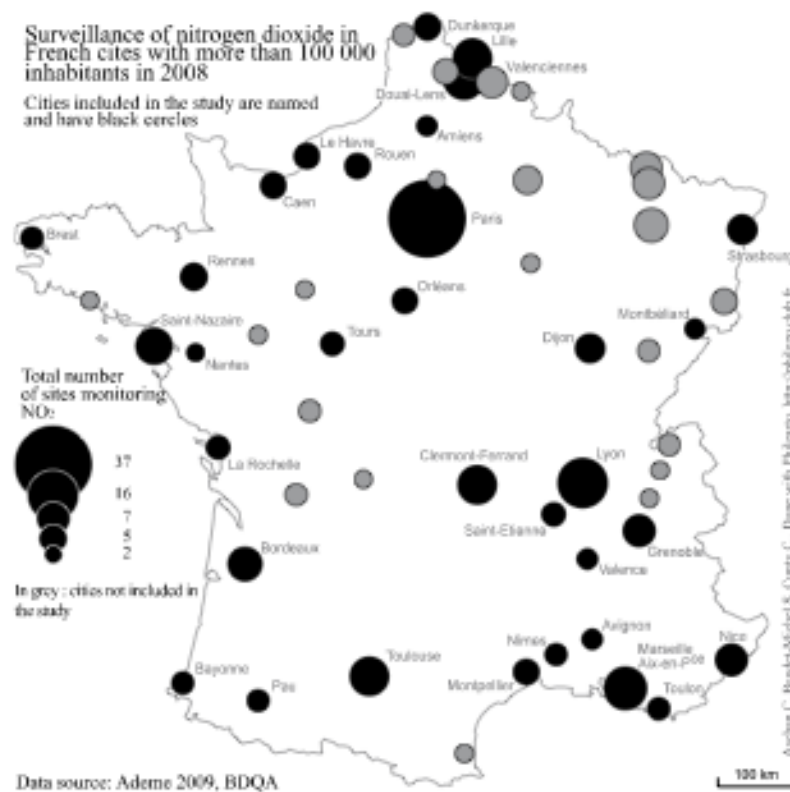 Surveillance of nitrogen dioxide in
French cites with more than 100 000
inhabitants in 2008
Cities included in the study are named
and have black cercles
Dunkerque
Lille
Valenciennes
Douai-Lens
Amiens
Le Havre
Rouen
Caen
Paris
Brest
Strasbourg
Rennes
Orléans
Saint-Nazaire
Tours
Montbéliard
Dijon
Nantes
Total number
of sites monitoring
NO₂
37
16
7
5
2
La Rochelle
Clermont-Ferrand
Lyon
Saint-Etienne
Grenoble
Valence
Bordeaux
In grey : cities not included in
the study
Avignon
Nîmes
Marseille
Aix-en-pce
Nice
Toulouse
Bayonne
Montpellier
Toulon
Pau
100 km
Data source: Ademe 2009, BDQA